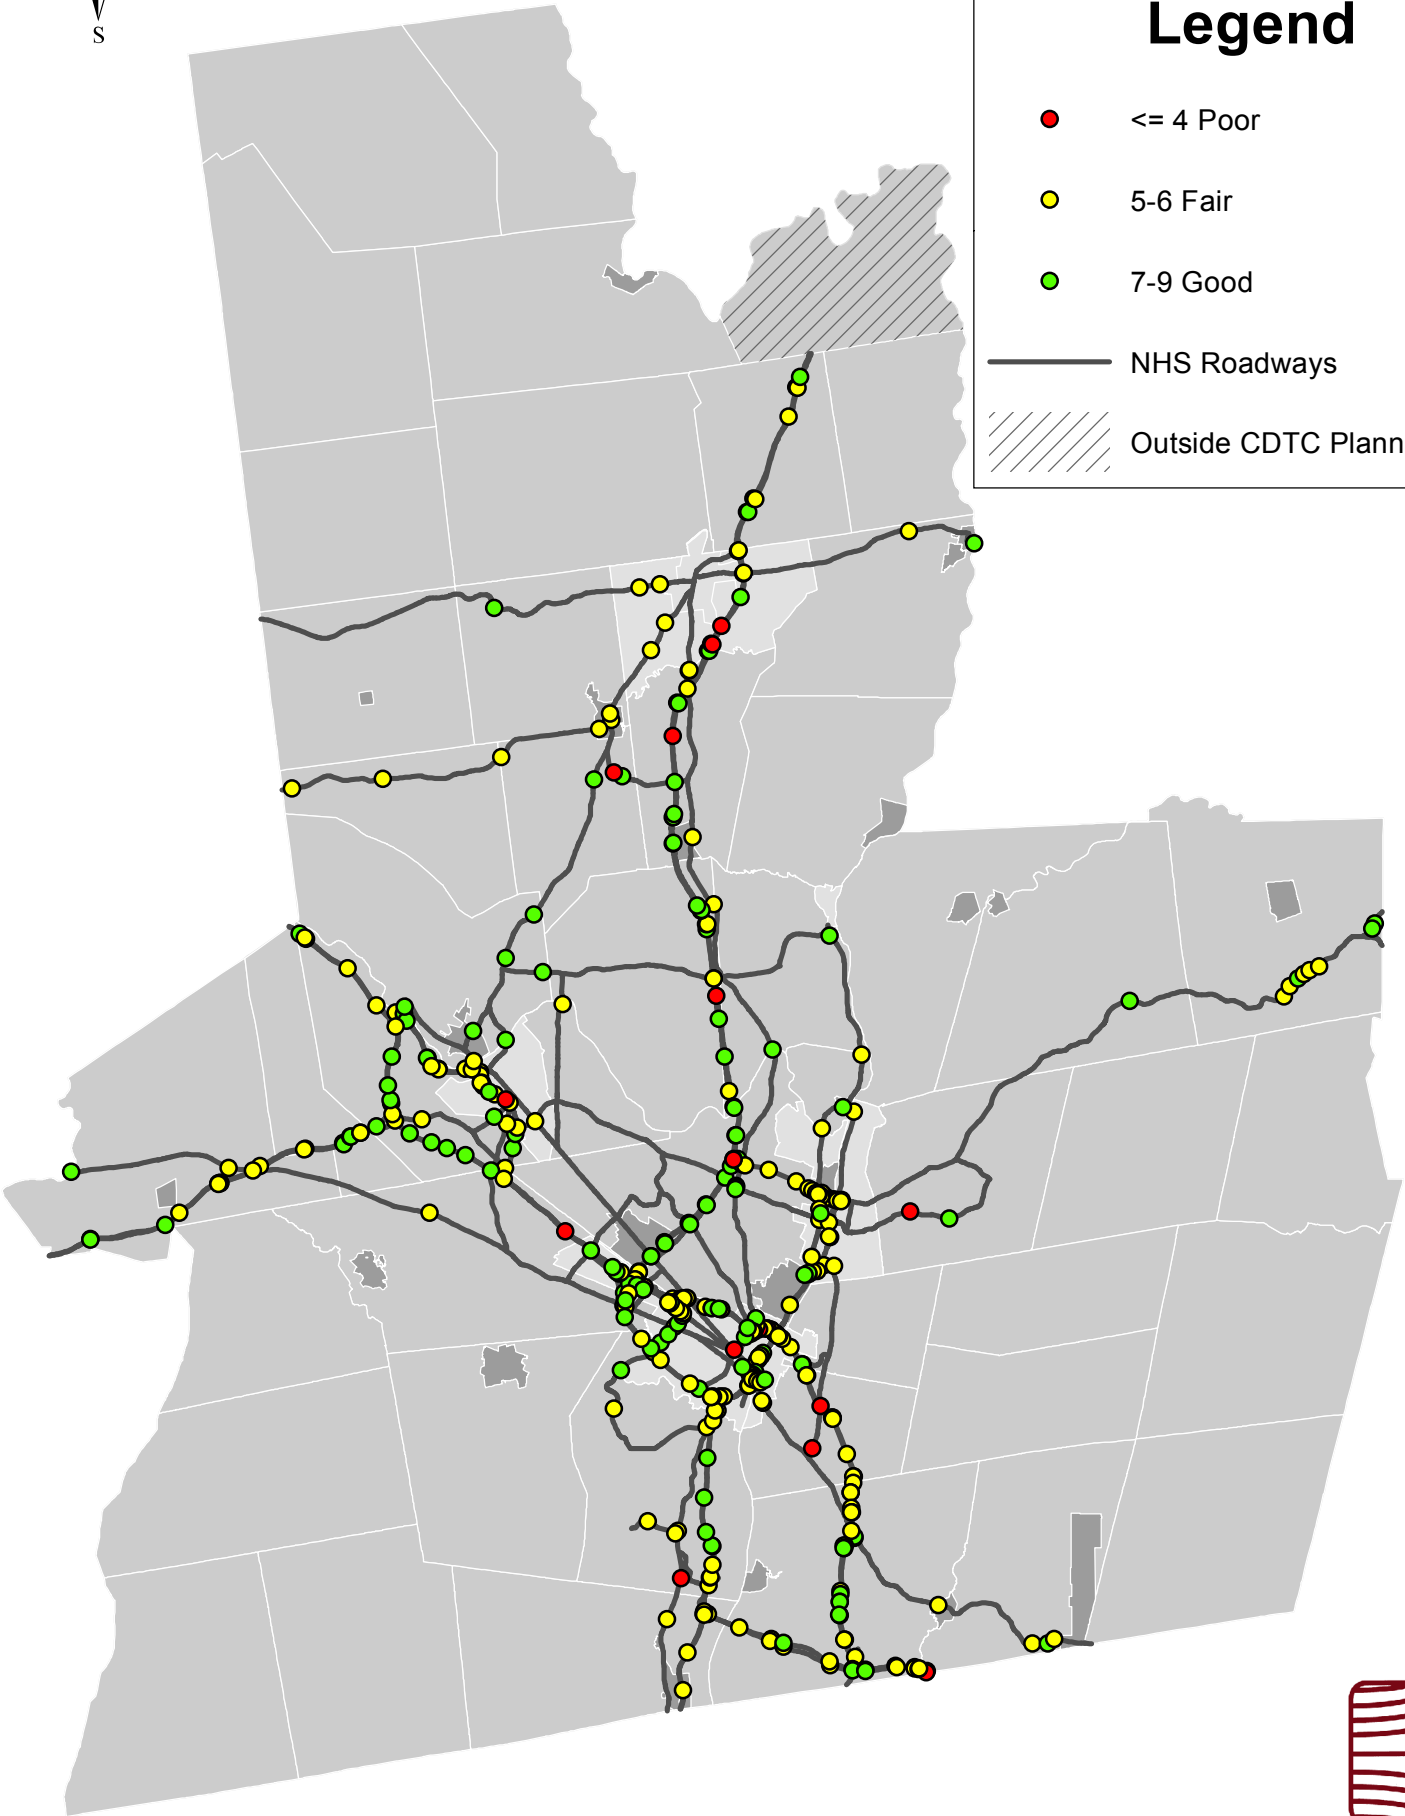 S
Legend
<= 4 Poor
5-6 Fair
7-9 Good
NHS Roadways
Outside CDTC Plann